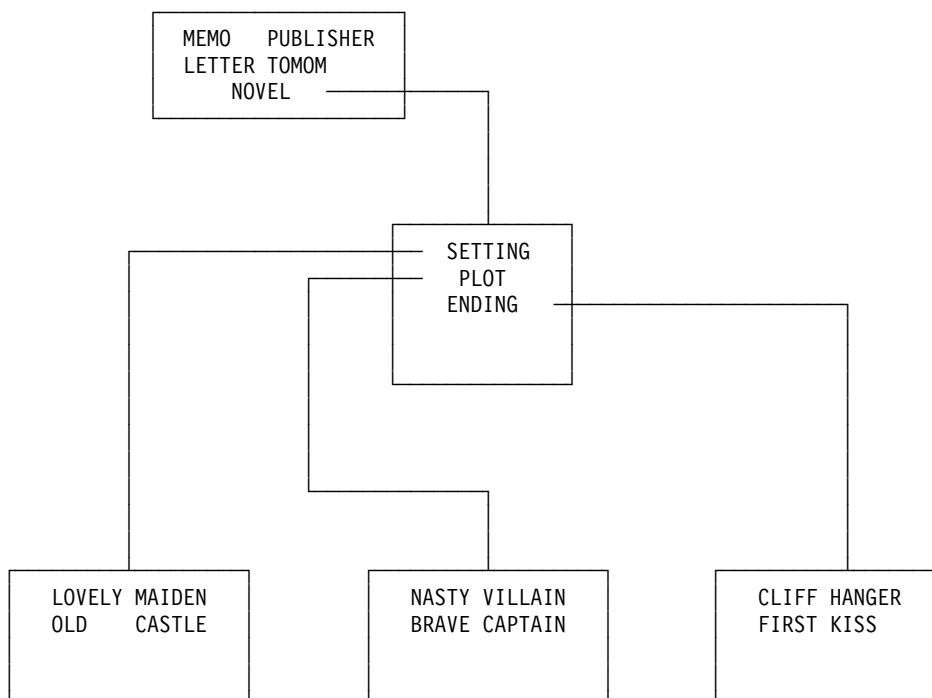 MEMO PUBLISHER
LETTER TOMOM
NOVEL
SETTING
PLOT
ENDING
LOVELY MAIDEN
OLD CASTLE
NASTY VILLAIN
BRAVE CAPTAIN
CLIFF HANGER
FIRST KISS